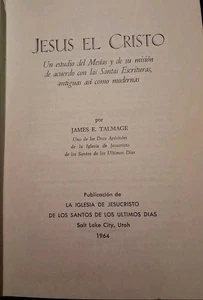 JESUS EL CRISTO
Un estudio del Mesías y de su misión
de acuerdo con las Santas Escrituras,
antiguas así como modernas
por
JAMES E. TALMAGE
Uno de los Doce Apóstoles
de la Iglesia de Jesucristo
de los Santos de los Ultimos Días
Publicación de
LA IGLESIA DE JESUCRISTO
DE LOS SANTOS DE LOS ULTIMOS DIAS
Salt Lake City, Utah
1964